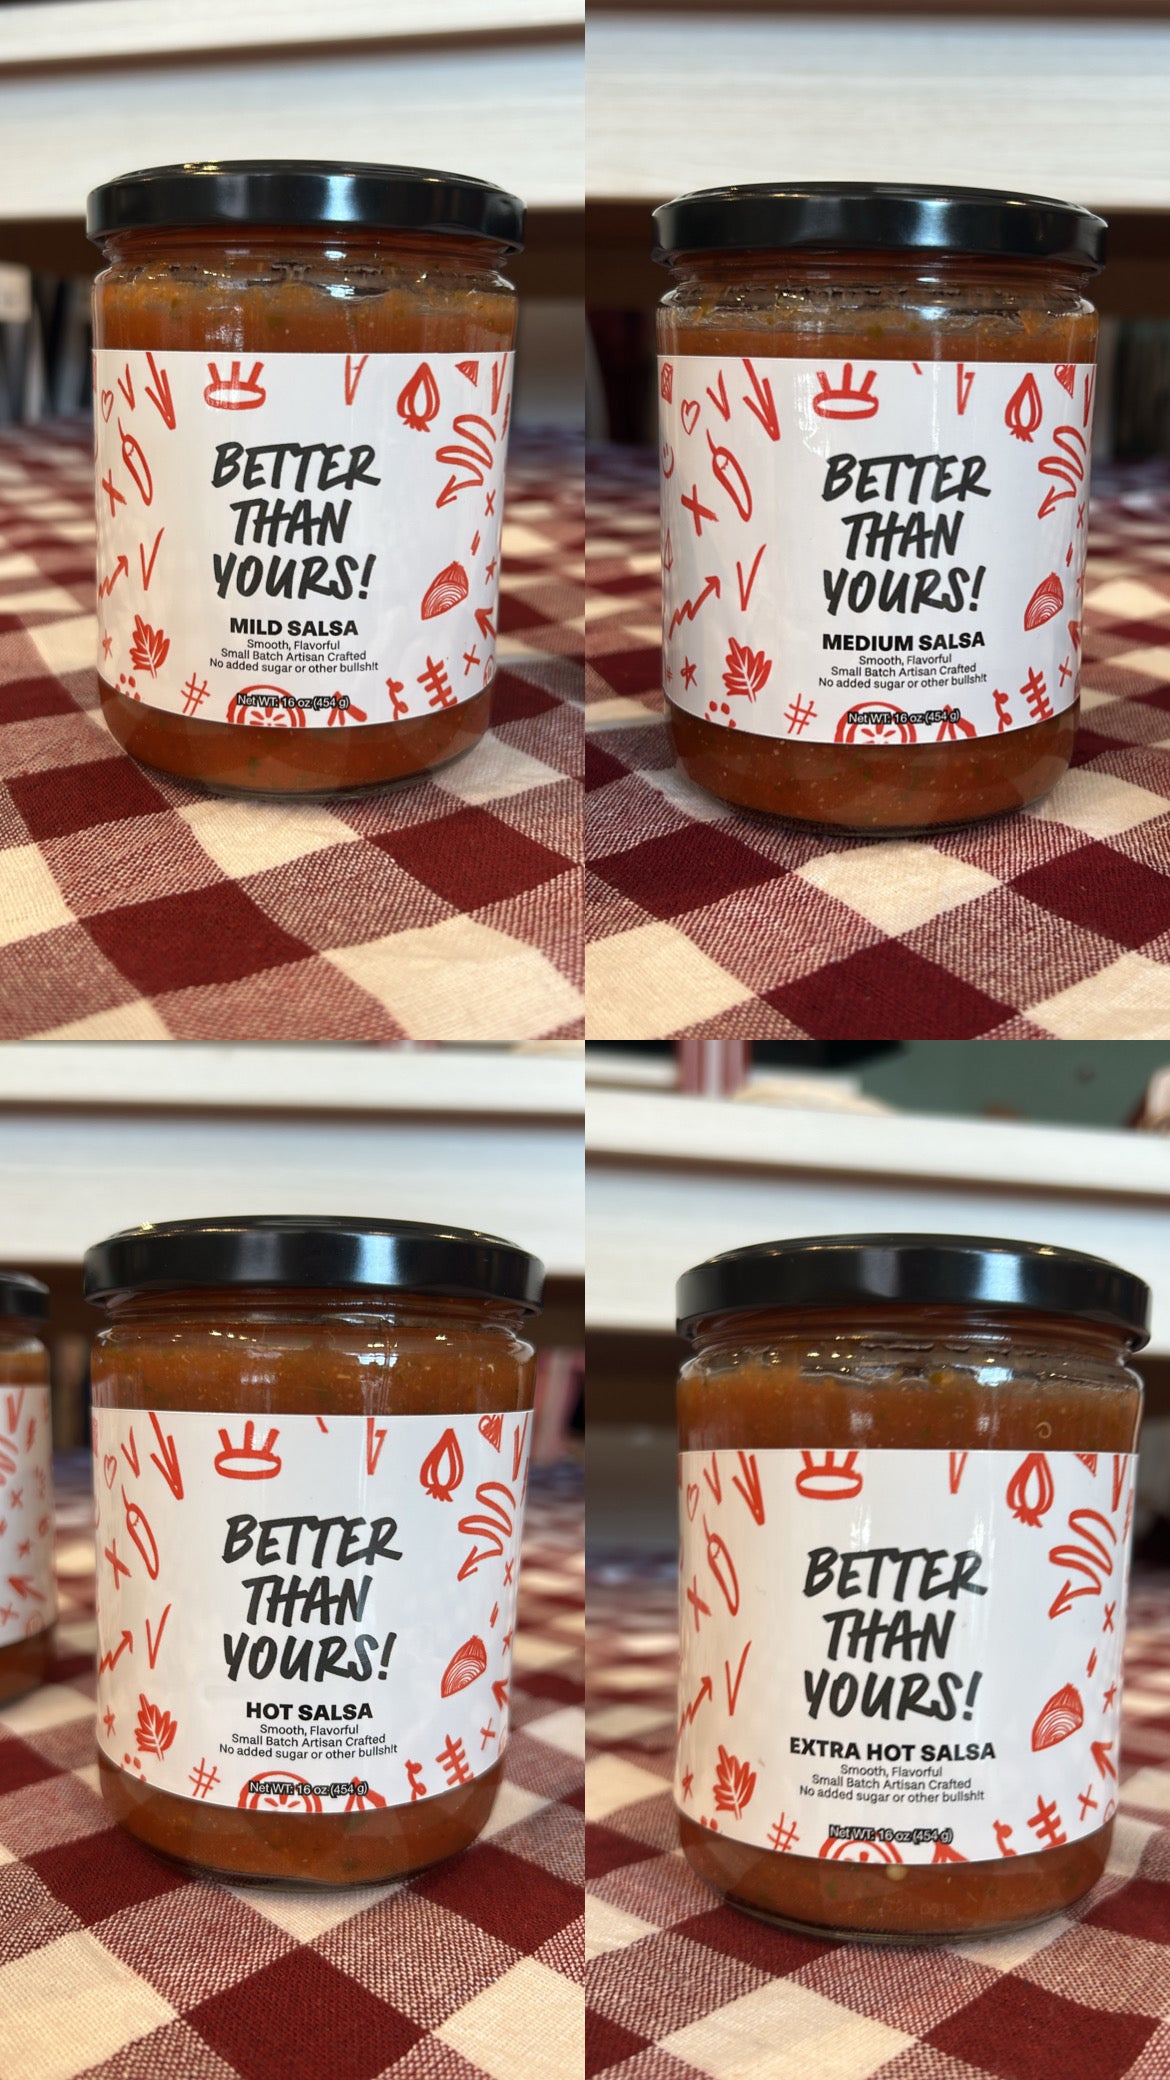 BETTER
THAN
YOURS!
MILD SALSA
Smooth, Flavorful
Small Batch Artisan Crafted
No added sugar or other bullsh!t
Net WT: 16 oz (454 g)
BETTER
THAN
YOURS!
MEDIUM SALSA
Smooth, Flavorful
Small Batch Artisan Crafted
No added sugar or other bullsh!t
Net WT: 16 oz (454 g)
BETTER
THAN
YOURS!
HOT SALSA
Smooth, Flavorful
Small Batch Artisan Crafted
No added sugar or other bullsh!t
Net WT: 16 oz (454 g)
BETTER
THAN
YOURS!
EXTRA HOT SALSA
Smooth, Flavorful
Small Batch Artisan Crafted
No added sugar or other bullsh!t
Net WT: 16 oz (454 g)